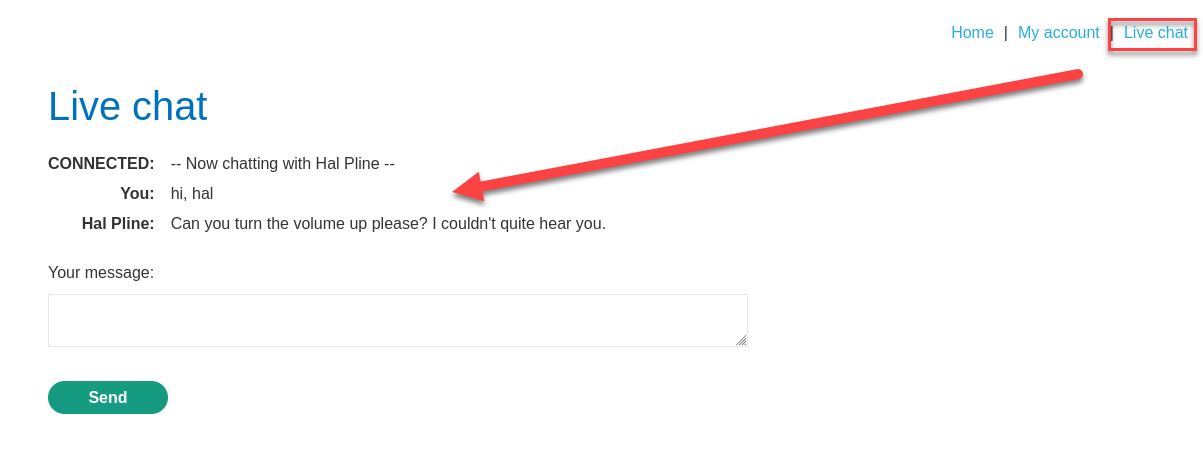 Home | My account | Live chat
Live chat
CONNECTED: -- Now chatting with Hal Pline --
You: hi, hal
Hal Pline: Can you turn the volume up please? I couldn't quite hear you.
Your message:
Send